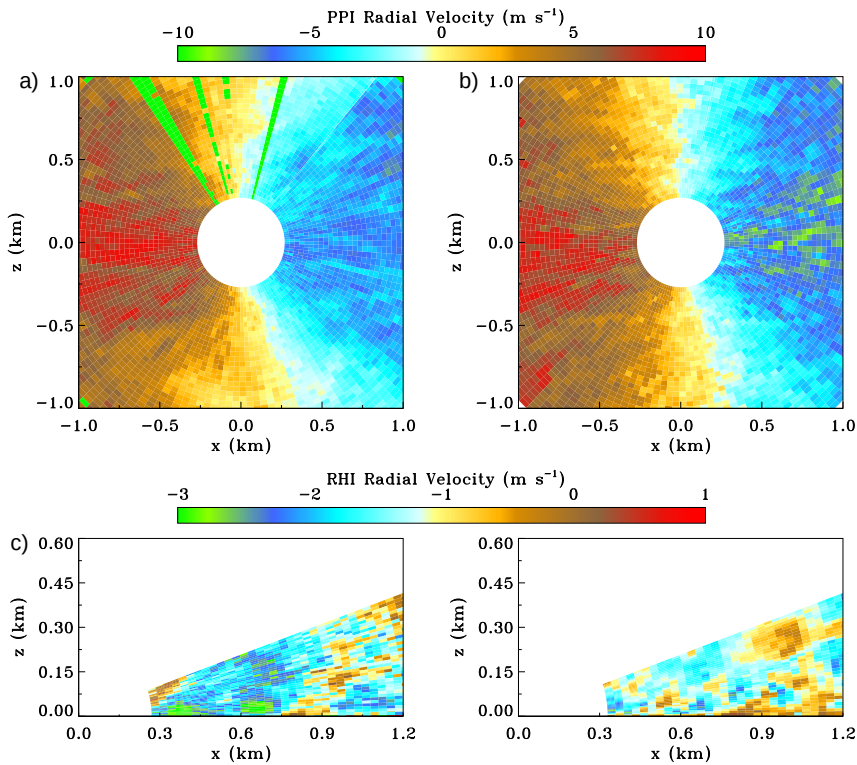 PPI Radial Velocity (m s⁻¹)
−10 −5 0 5 10
a) b)
1.0 1.0
0.5 0.5
z (km) 0.0 z (km) 0.0
−0.5 −0.5
−1.0 −1.0
−1.0 −0.5 0.0 0.5 1.0 −1.0 −0.5 0.0 0.5 1.0
x (km) x (km)
RHI Radial Velocity (m s⁻¹)
−3 −2 −1 0 1
c)
0.60 0.60
0.45 0.45
z (km) 0.30 z (km) 0.30
0.15 0.15
0.00 0.00
0.0 0.3 0.6 0.9 1.2 0.0 0.3 0.6 0.9 1.2
x (km) x (km)